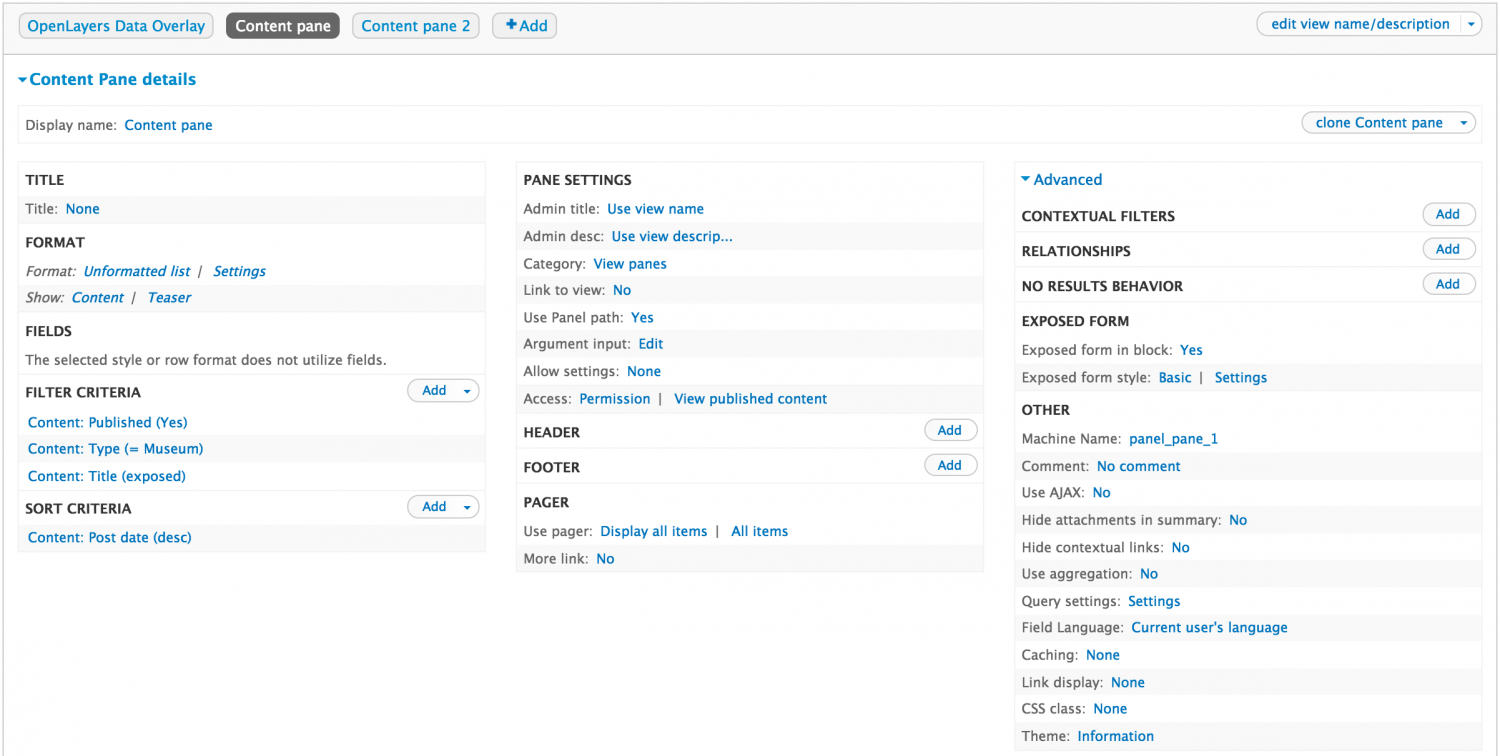 OpenLayers Data Overlay
Content pane
Content pane 2
+Add
edit view name/description
Content Pane details
Display name: Content pane
clone Content pane
TITLE
Title: None
FORMAT
Format: Unformatted list | Settings
Show: Content | Teaser
FIELDS
The selected style or row format does not utilize fields.
FILTER CRITERIA
Add
Content: Published (Yes)
Content: Type (= Museum)
Content: Title (exposed)
SORT CRITERIA
Add
Content: Post date (desc)
PANE SETTINGS
Admin title: Use view name
Admin desc: Use view descrip...
Category: View panes
Link to view: No
Use Panel path: Yes
Argument input: Edit
Allow settings: None
Access: Permission | View published content
HEADER
Add
FOOTER
Add
PAGER
Use pager: Display all items | All items
More link: No
Advanced
CONTEXTUAL FILTERS
Add
RELATIONSHIPS
Add
NO RESULTS BEHAVIOR
Add
EXPOSED FORM
Exposed form in block: Yes
Exposed form style: Basic | Settings
OTHER
Machine Name: panel_pane_1
Comment: No comment
Use AJAX: No
Hide attachments in summary: No
Hide contextual links: No
Use aggregation: No
Query settings: Settings
Field Language: Current user's language
Caching: None
Link display: None
CSS class: None
Theme: Information